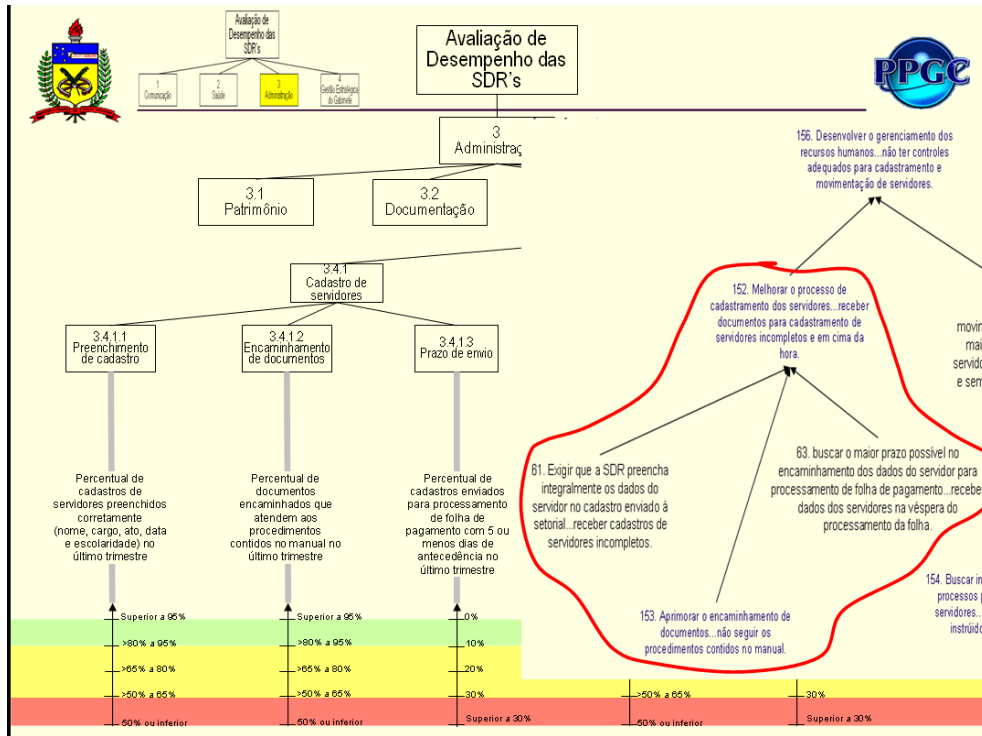 Avaliação de
Desempenho das
SDR's
1
Comunicação
2
Saúde
3
Administração
4
Gestão Estratégica
do Gabinete
Avaliação de
Desempenho das
SDR's
PPGC
3
Administraç
3.1
Patrimônio
3.2
Documentação
3.4.1
Cadastro de
servidores
3.4.1.1
Preenchimento
de cadastro
3.4.1.2
Encaminhamento
de documentos
3.4.1.3
Prazo de envio
Percentual de
cadastros de
servidores preenchidos
corretamente
(nome, cargo, ato, data
e escolaridade) no
último trimestre
Percentual de
documentos
encaminhados que
atendem aos
procedimentos
contidos no manual no
último trimestre
Percentual de
cadastros enviados
para processamento
de folha de
pagamento com 5 ou
menos dias de
antecedência no
último trimestre
Superior a 95%
>80% a 95%
>65% a 80%
>50% a 65%
50% ou inferior
Superior a 95%
>80% a 95%
>65% a 80%
>50% a 65%
50% ou inferior
0%
10%
20%
30%
Superior a 30%
>50% a 65%
50% ou inferior
30%
Superior a 30%
156. Desenvolver o gerenciamento dos
recursos humanos...não ter controles
adequados para cadastramento e
movimentação de servidores.
152. Melhorar o processo de
cadastramento dos servidores...receber
documentos para cadastramento de
servidores incompletos e em cima da
hora.
61. Exigir que a SDR preencha
integralmente os dados do
servidor no cadastro enviado à
setorial...receber cadastros de
servidores incompletos.
63. buscar o maior prazo possível no
encaminhamento dos dados do servidor para
processamento de folha de pagamento...recebe
dados dos servidores na véspera do
processamento da folha.
153. Aprimorar o encaminhamento de
documentos...não seguir os
procedimentos contidos no manual.
movin
mai
servido
e sem
154. Buscar in
processos p
servidores...
instruído